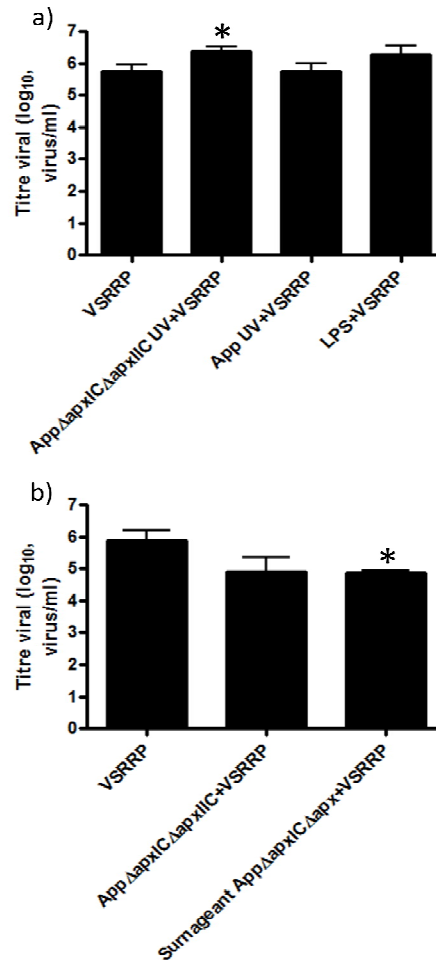 a)
Titre viral (log10,
virus/ml)
7
6
5
4
3
2
1
0
*
VSRRP
AppΔapxICΔapxIIC UV+VSRRP
App UV+VSRRP
LPS+VSRRP
b)
Titre viral (log10,
virus/ml)
7
6
5
4
3
2
1
0
*
VSRRP
AppΔapxICΔapxIIC+VSRRP
Surnageant AppΔapxICΔapx+VSRRP